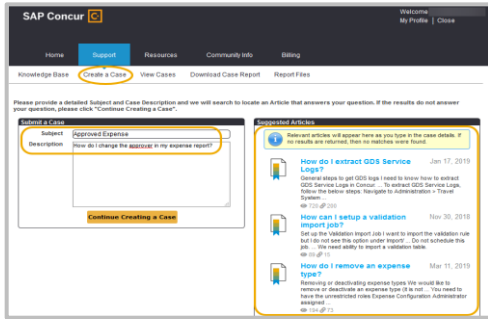 SAP Concur C
Welcome
My Profile | Close
Home Support Resources Community Info Billing
Knowledge Base Create a Case View Cases Download Case Report Report Files
Please provide a detailed Subject and Case Description and we will search to locate an Article that answers your question. If the results do not answer
your question, please click "Continue Creating a Case".
Submit a Case
Subject Approved Expense
Description How do I change the approver in my expense report?
Continue Creating a Case
Suggested Articles
Relevant articles will appear here as you type in the case details. If
no results are returned, then no matches were found.
How do I extract GDS Service Jan 17, 2019
Logs?
General steps to get GDS logs I need to know how to extract
GDS Service Logs in Concur. ... To extract GDS Service Logs,
follow the below steps: Navigate to Administration > Travel
System ...
How can I setup a validation Nov 30, 2018
import job?
Set up the Validation Import Job I want to import the validation rule
but I do not see this option under Import/ ... Do not schedule this
job. ... We need ability to import a validation table.
How do I remove an expense Mar 11, 2019
type?
Removing or deactivating expense types We would like to
remove or deactivate an expense type (it is not ... You need to
have the unrestricted roles Expense Configuration Administrator
assigned ...
194 73